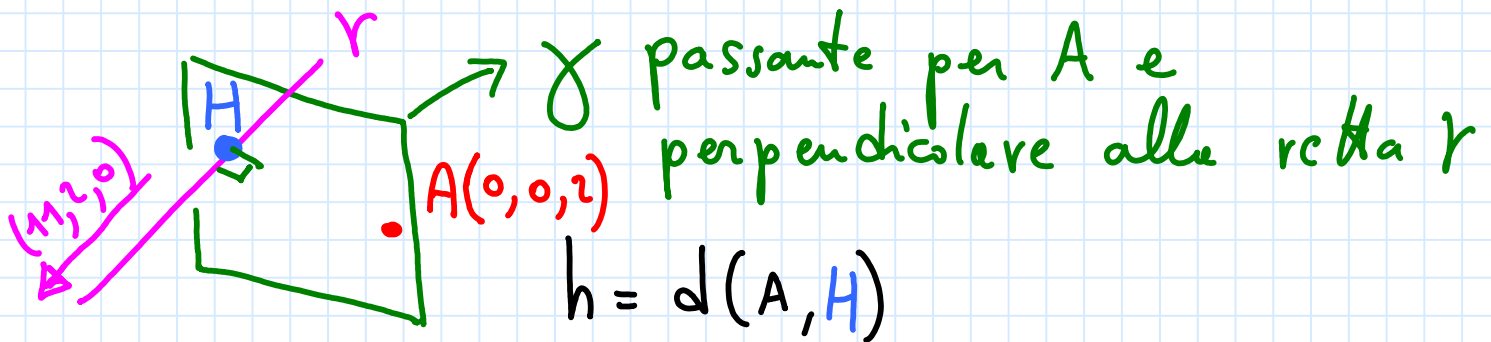 r
γ passante per A e
H
perpendicolare alla retta r
(1,2,0)
A(0,0,2)
h = d(A,H)